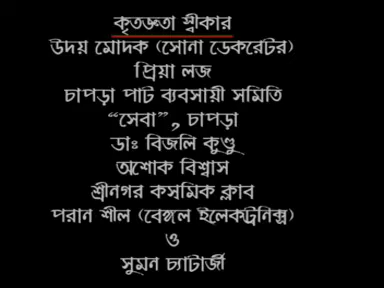 কৃতজ্ঞতা স্বীকার
উদয় মোদক (সোনা ডেকরেটর)
প্রিয়া লজ
চাপড়া পাট ব্যবসায়ী সমিতি
“সেবা”, চাপড়া
ডাঃ বিজলি কুণ্ডু
অশোক বিশ্বাস
শ্রীনগর কসমিক ক্লাব
পরান শীল (বেঙ্গল ইলেকট্রনিক্স)
ও
সুমন চ্যাটার্জী